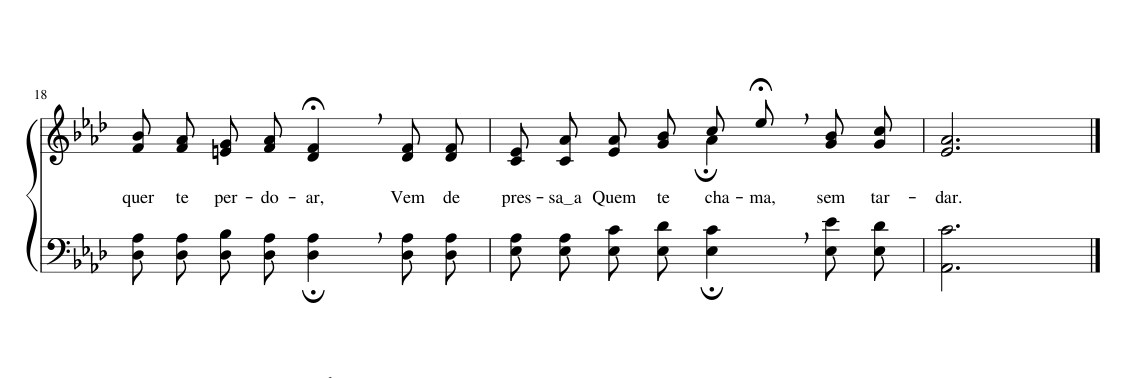 18
quer te per – do – ar, Vem de pres – sa_a Quem te cha – ma, sem tar – dar.